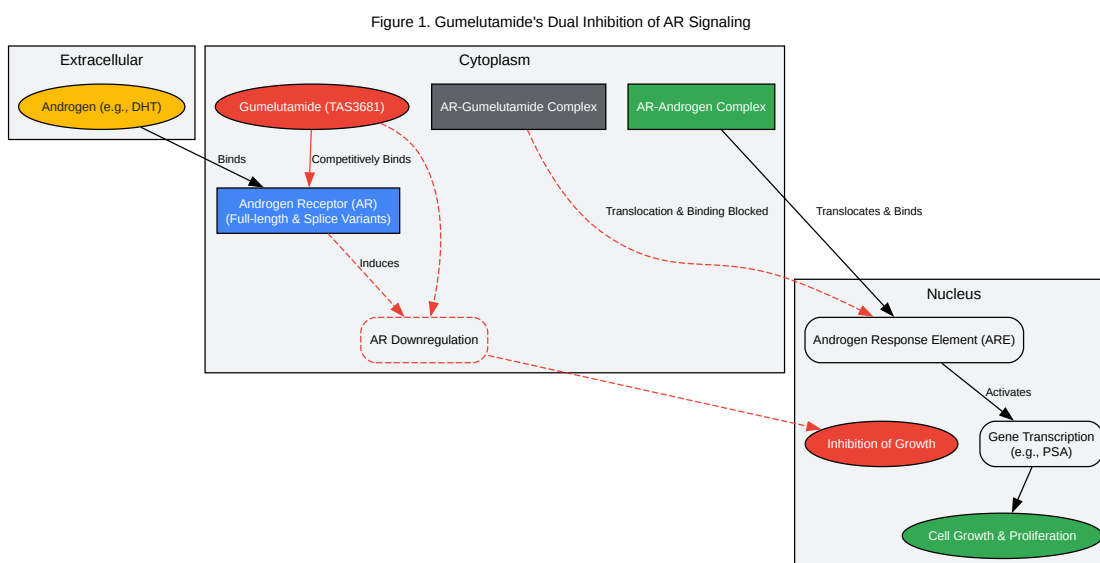 Figure 1. Gumelutamide's Dual Inhibition of AR Signaling
Extracellular
Cytoplasm
Androgen (e.g., DHT)
Gumelutamide (TAS3681)
AR-Gumelutamide Complex
AR-Androgen Complex
Binds
Competitively Binds
Androgen Receptor (AR)
(Full-length & Splice Variants)
Translocation & Binding Blocked
Translocates & Binds
Induces
Nucleus
AR Downregulation
Androgen Response Element (ARE)
Activates
Inhibition of Growth
Gene Transcription
(e.g., PSA)
Cell Growth & Proliferation